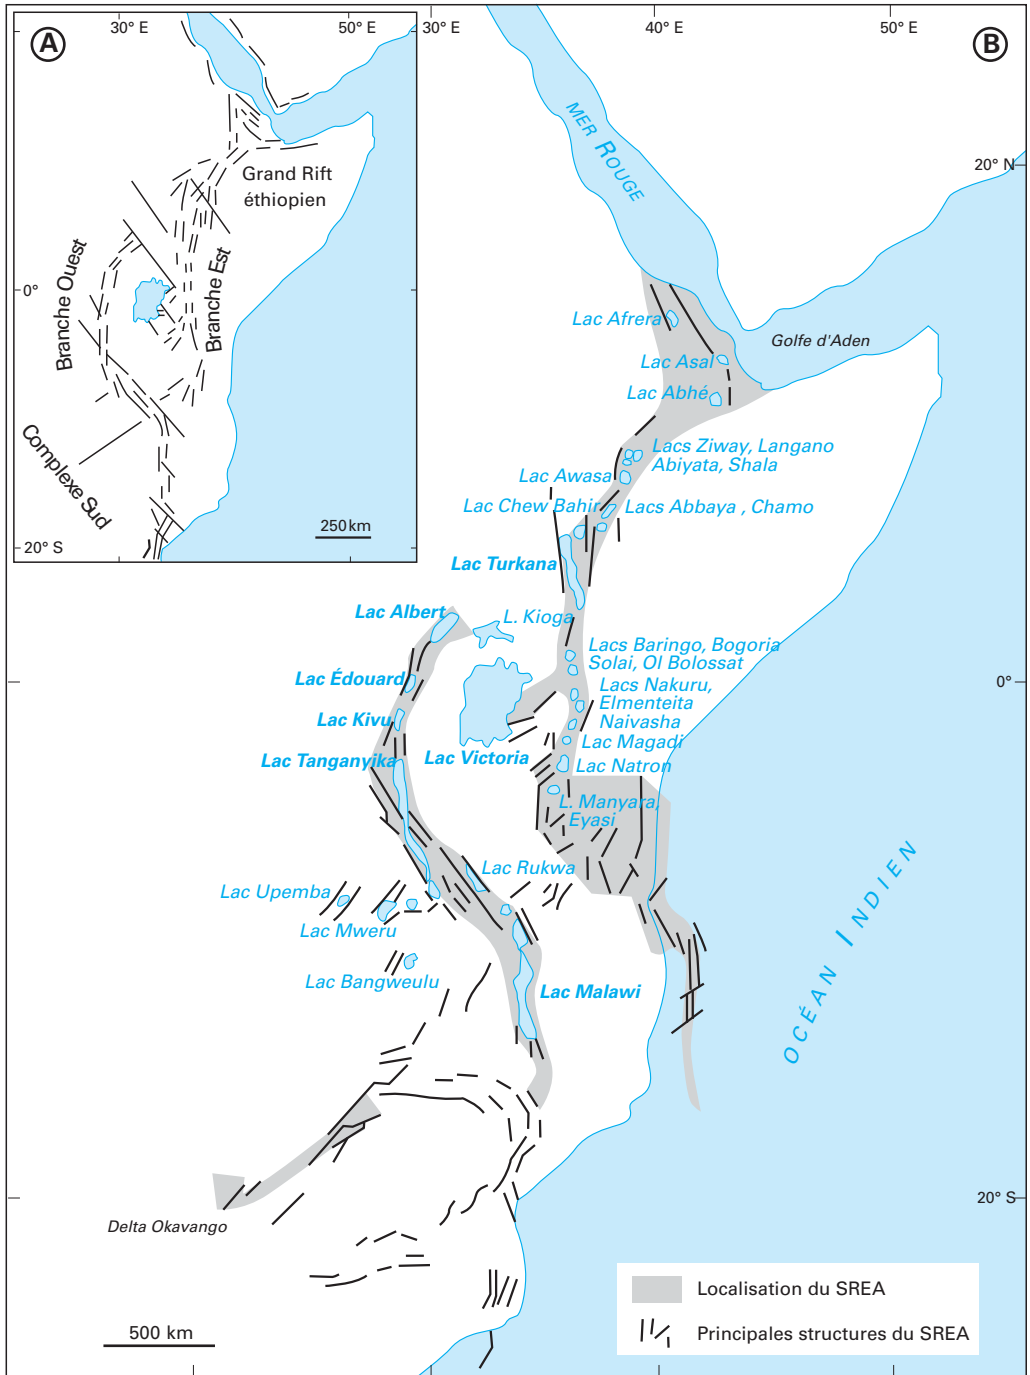 A
30° E
50° E
Grand Rift
éthiopien
Branche Ouest
Branche Est
0°
Complexe Sud
250 km
20° S
30° E
40° E
50° E
B
MER ROUGE
20° N
Golfe d'Aden
Lac Afrera
Lac Asal
Lac Abhé
Lacs Ziway, Langano
Abiyata, Shala
Lac Awasa
Lac Chew Bahir
Lacs Abbaya , Chamo
Lac Turkana
Lac Albert
L. Kioga
Lacs Baringo, Bogoria
Solai, Ol Bolossat
Lac Édouard
0°
Lacs Nakuru,
Elmenteita
Naivasha
Lac Kivu
Lac Magadi
Lac Victoria
Lac Tanganyika
Lac Natron
L. Manyara,
Eyasi
Lac Rukwa
Lac Upemba
Lac Mweru
Lac Bangweulu
Lac Malawi
OCÉAN INDIEN
20° S
Delta Okavango
500 km
Localisation du SREA
Principales structures du SREA